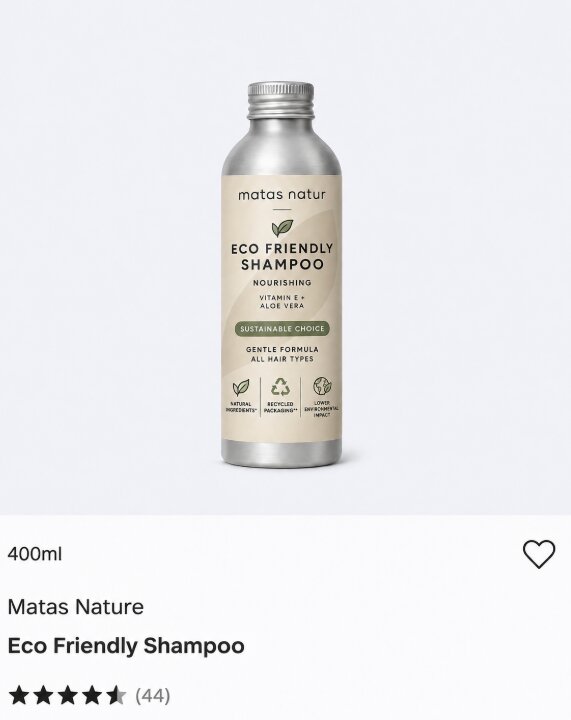 matas natur
ECO FRIENDLY
SHAMPOO
NOURISHING
VITAMIN E +
ALOE VERA
SUSTAINABLE CHOICE
GENTLE FORMULA
ALL HAIR TYPES
NATURAL
INGREDIENTS*
RECYCLED
PACKAGING**
LOWER
ENVIRONMENTAL
IMPACT
400ml
Matas Nature
Eco Friendly Shampoo
(44)